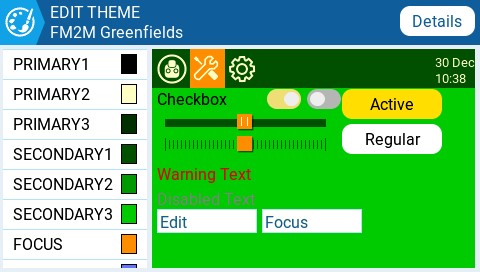 EDIT THEME
FM2M Greenfields
Details
PRIMARY1
PRIMARY2
PRIMARY3
SECONDARY1
SECONDARY2
SECONDARY3
FOCUS
30 Dec
10:38
Checkbox
Active
Regular
Warning Text
Disabled Text
Edit
Focus